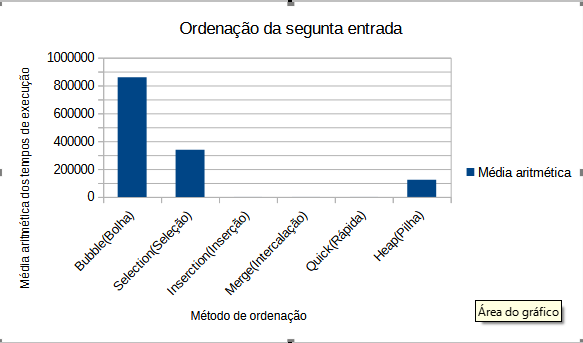 Ordenação da segunta entrada
Média aritmética dos tempos de execução
1000000
800000
600000
400000
200000
0
Bubble(Bolha)
Selection(Seleção)
Inserction(Inserção)
Merge(Intercalação)
Quick(Rápida)
Heap(Pilha)
Método de ordenação
Média aritmética
Área do gráfico